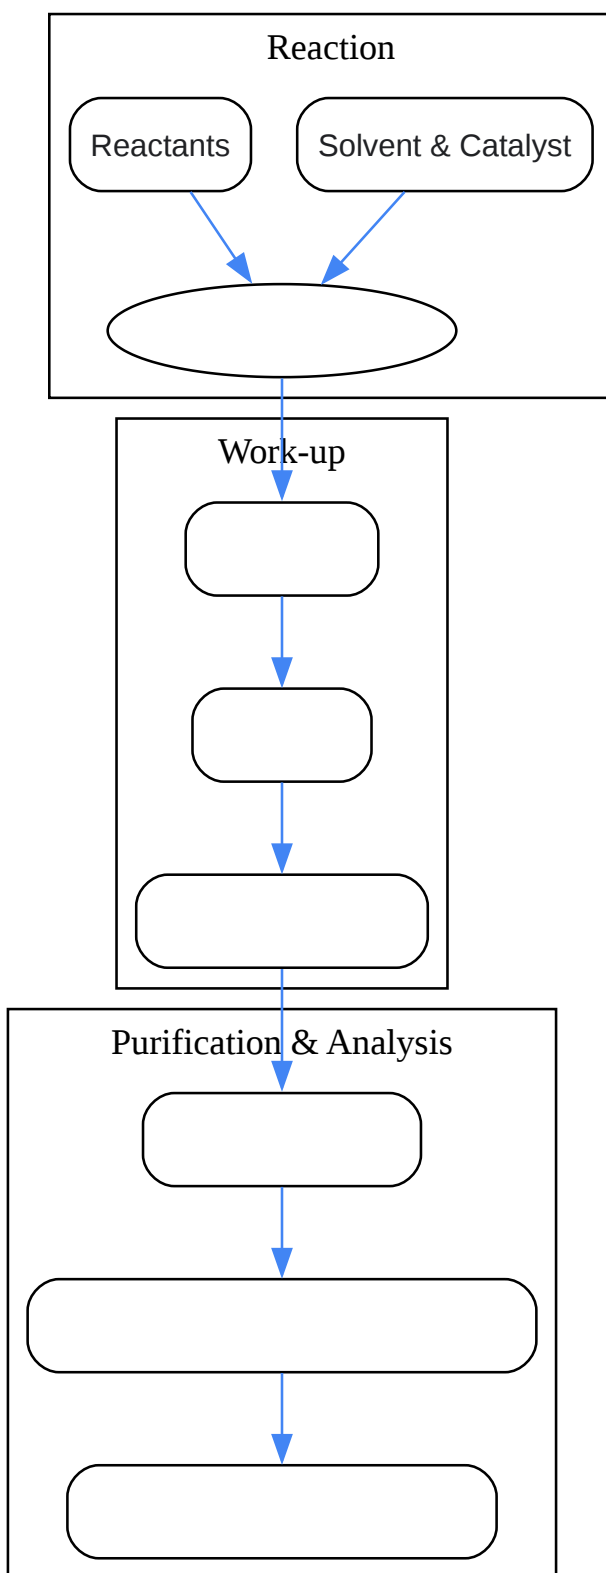 Reaction
Reactants
Solvent & Catalyst
Work-up
Purification & Analysis